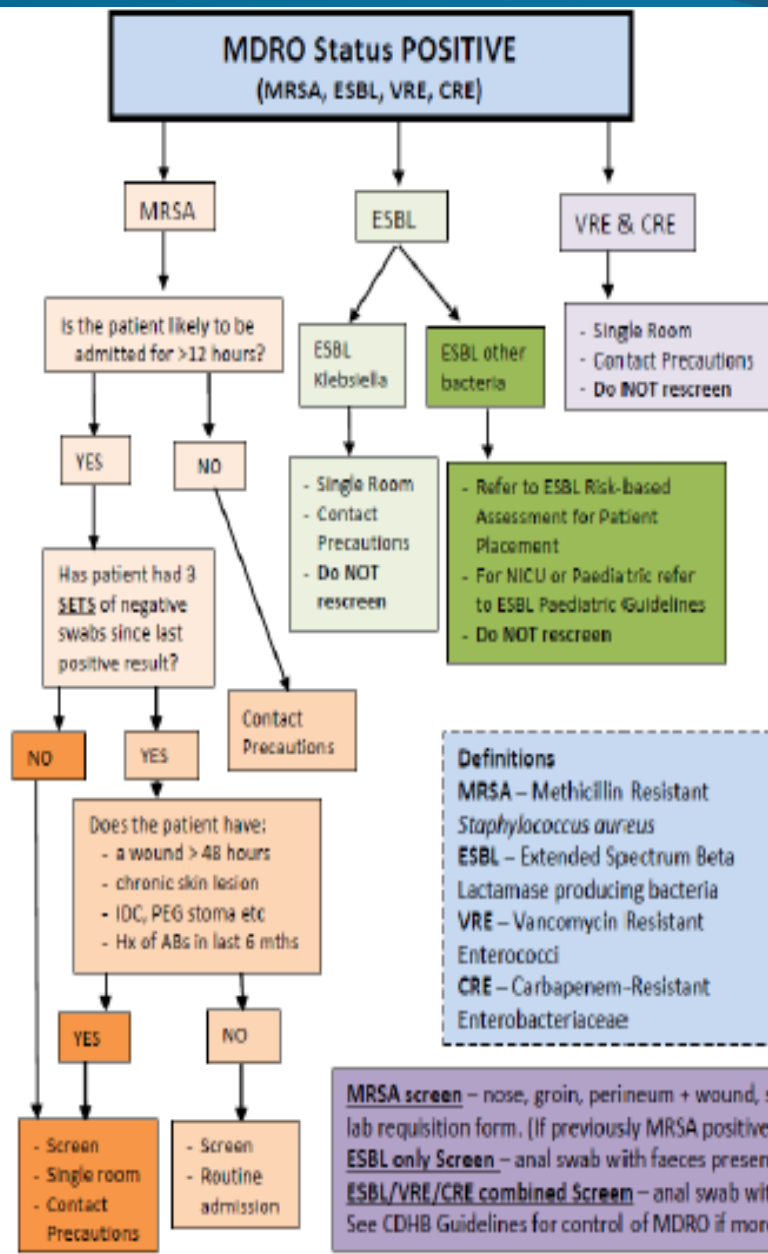 MDRO Status POSITIVE
(MRSA, ESBL, VRE, CRE)
MRSA
ESBL
VRE & CRE
Is the patient likely to be
admitted for >12 hours?
ESBL
Klebsiella
ESBL other
bacteria
- Single Room
- Contact Precautions
- Do NOT rescreen
YES
NO
- Single Room
- Contact
Precautions
- Do NOT
rescreen
- Refer to ESBL Risk-based
Assessment for Patient
Placement
- For NICU or Paediatric refer
to ESBL Paediatric Guidelines
- Do NOT rescreen
Has patient had 3
SETS of negative
swabs since last
positive result?
Contact
Precautions
NO
YES
Does the patient have:
- a wound > 48 hours
- chronic skin lesion
- IDC, PEG stoma etc
- Hx of ABs in last 6 mths
YES
NO
- Screen
- Single room
- Contact
Precautions
- Screen
- Routine
admission
Definitions
MRSA – Methicillin Resistant
Staphylococcus aureus
ESBL – Extended Spectrum Beta
Lactamase producing bacteria
VRE – Vancomycin Resistant
Enterococci
CRE – Carbapenem-Resistant
Enterobacteriaceae
MRSA screen – nose, groin, perineum + wound,
lab requisition form. (If previously MRSA positive
ESBL only Screen – anal swab with faeces
ESBL/VRE/CRE combined Screen – anal swab
See CDHB Guidelines for control of MDRO if